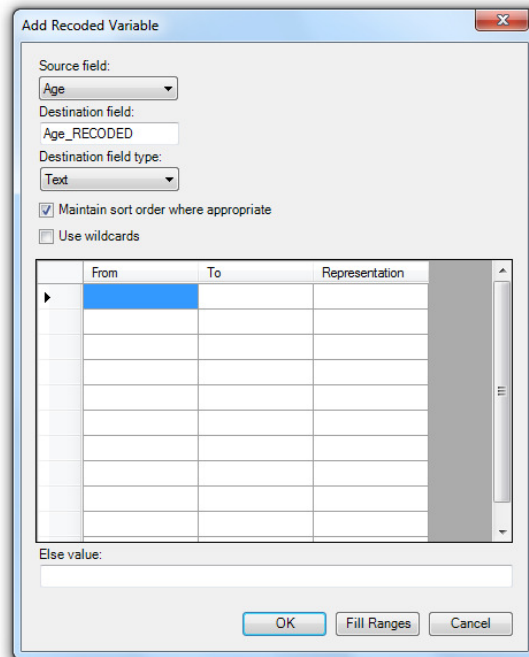 Add Recoded Variable
Source field:
Age
Destination field:
Age_RECODED
Destination field type:
Text
Maintain sort order where appropriate
Use wildcards
From To Representation
Else value:
OK Fill Ranges Cancel